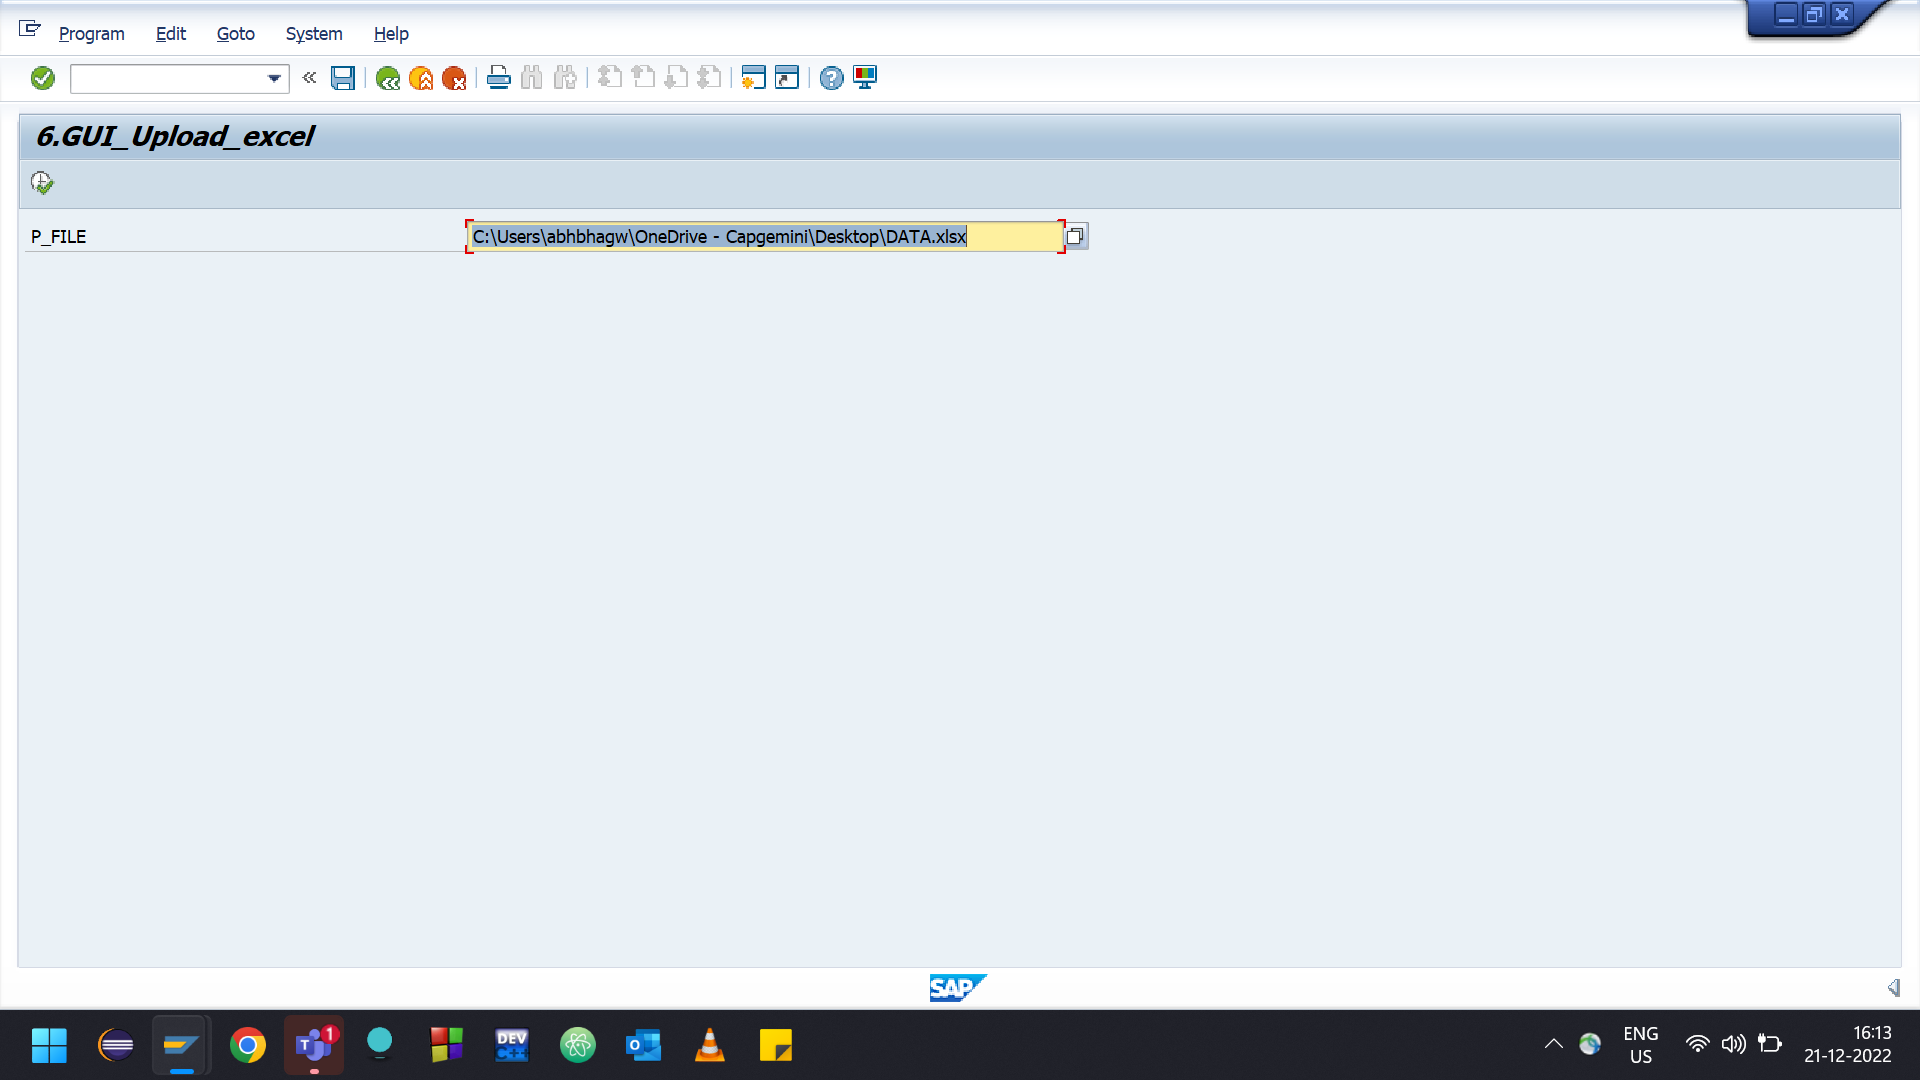 Program Edit Goto System Help
6.GUI_Upload_excel
P_FILE C:\Users\abhbhagw\OneDrive - Capgemini\Desktop\DATA.xlsx
SAP
1
DEV
C++
ENG
US
16:13
21-12-2022